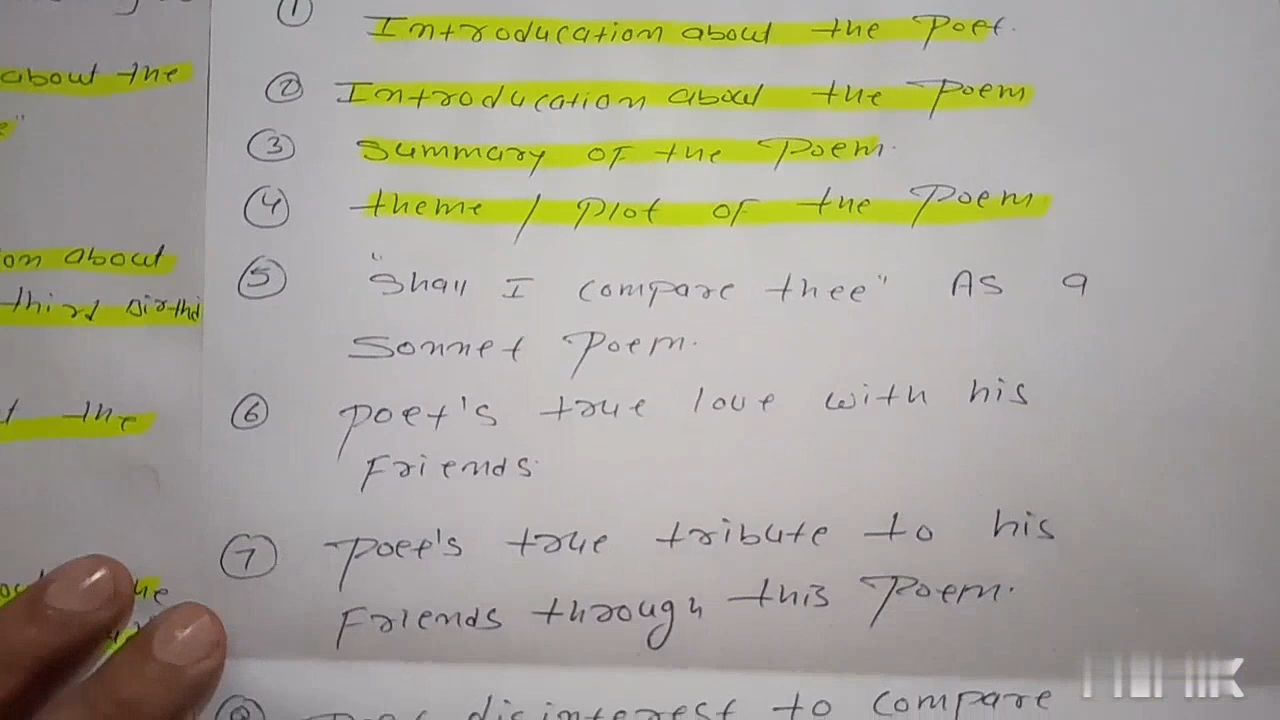 about the
e"
on about
third Birthd
t the
① Introducation about the Poet.
② Introducation about the Poem
③ Summary of the Poem.
④ theme / Plot of the Poem
⑤ "Shall I compare thee" As a
Sonnet Poem.
⑥ poet's true love with his
Friends.
⑦ Poet's true tribute to his
Friends through this Poem.
disinterest to compare